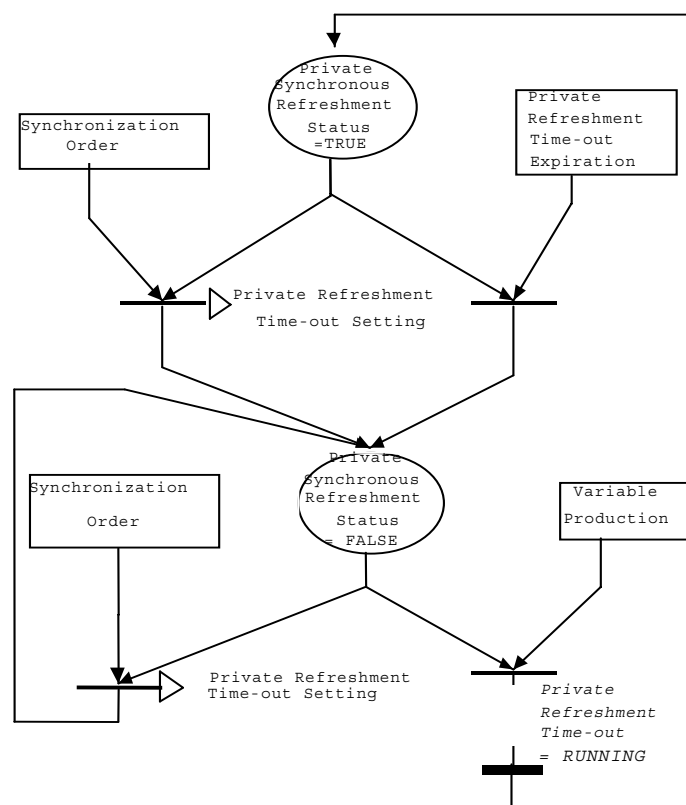 Private
Synchronous
Refreshment
Status
=TRUE
Synchronization
Order
Private
Refreshment
Time-out
Expiration
Private Refreshment
Time-out Setting
Private
Synchronous
Refreshment
Status
= FALSE
Synchronization
Order
Variable
Production
Private Refreshment
Time-out Setting
Private
Refreshment
Time-out
= RUNNING